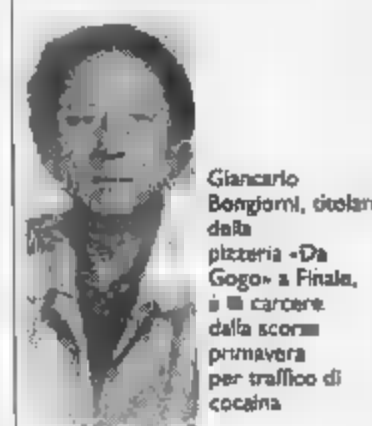 Giancarlo
Bongiorni, titolare
della
pizzeria «Da
Gogo» a Finale,
è in carcere
dalla scorsa
primavera
per traffico di
cocaina